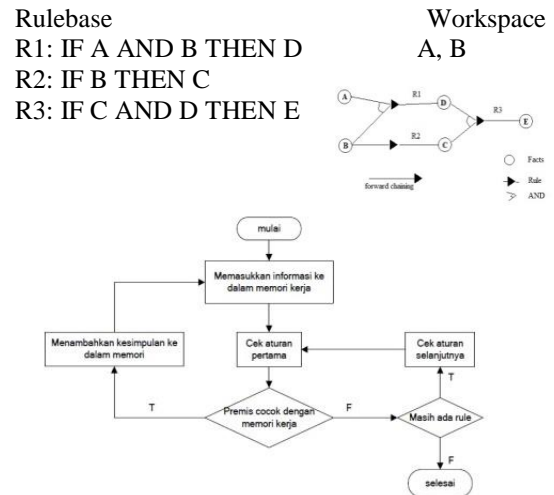 Rulebase Workspace
R1: IF A AND B THEN D A, B
R2: IF B THEN C
R3: IF C AND D THEN E
A R1 D R3
E
B R2 C
Facts
forward chaining Rule
AND
mulai
Memasukkan informasi ke
dalam memori kerja
Menambahkan kesimpulan ke
dalam memori
Cek aturan
pertama
Cek aturan
selanjutnya
T
Premis cocok dengan
memori kerja
T
F
Masih ada rule
F
selesai